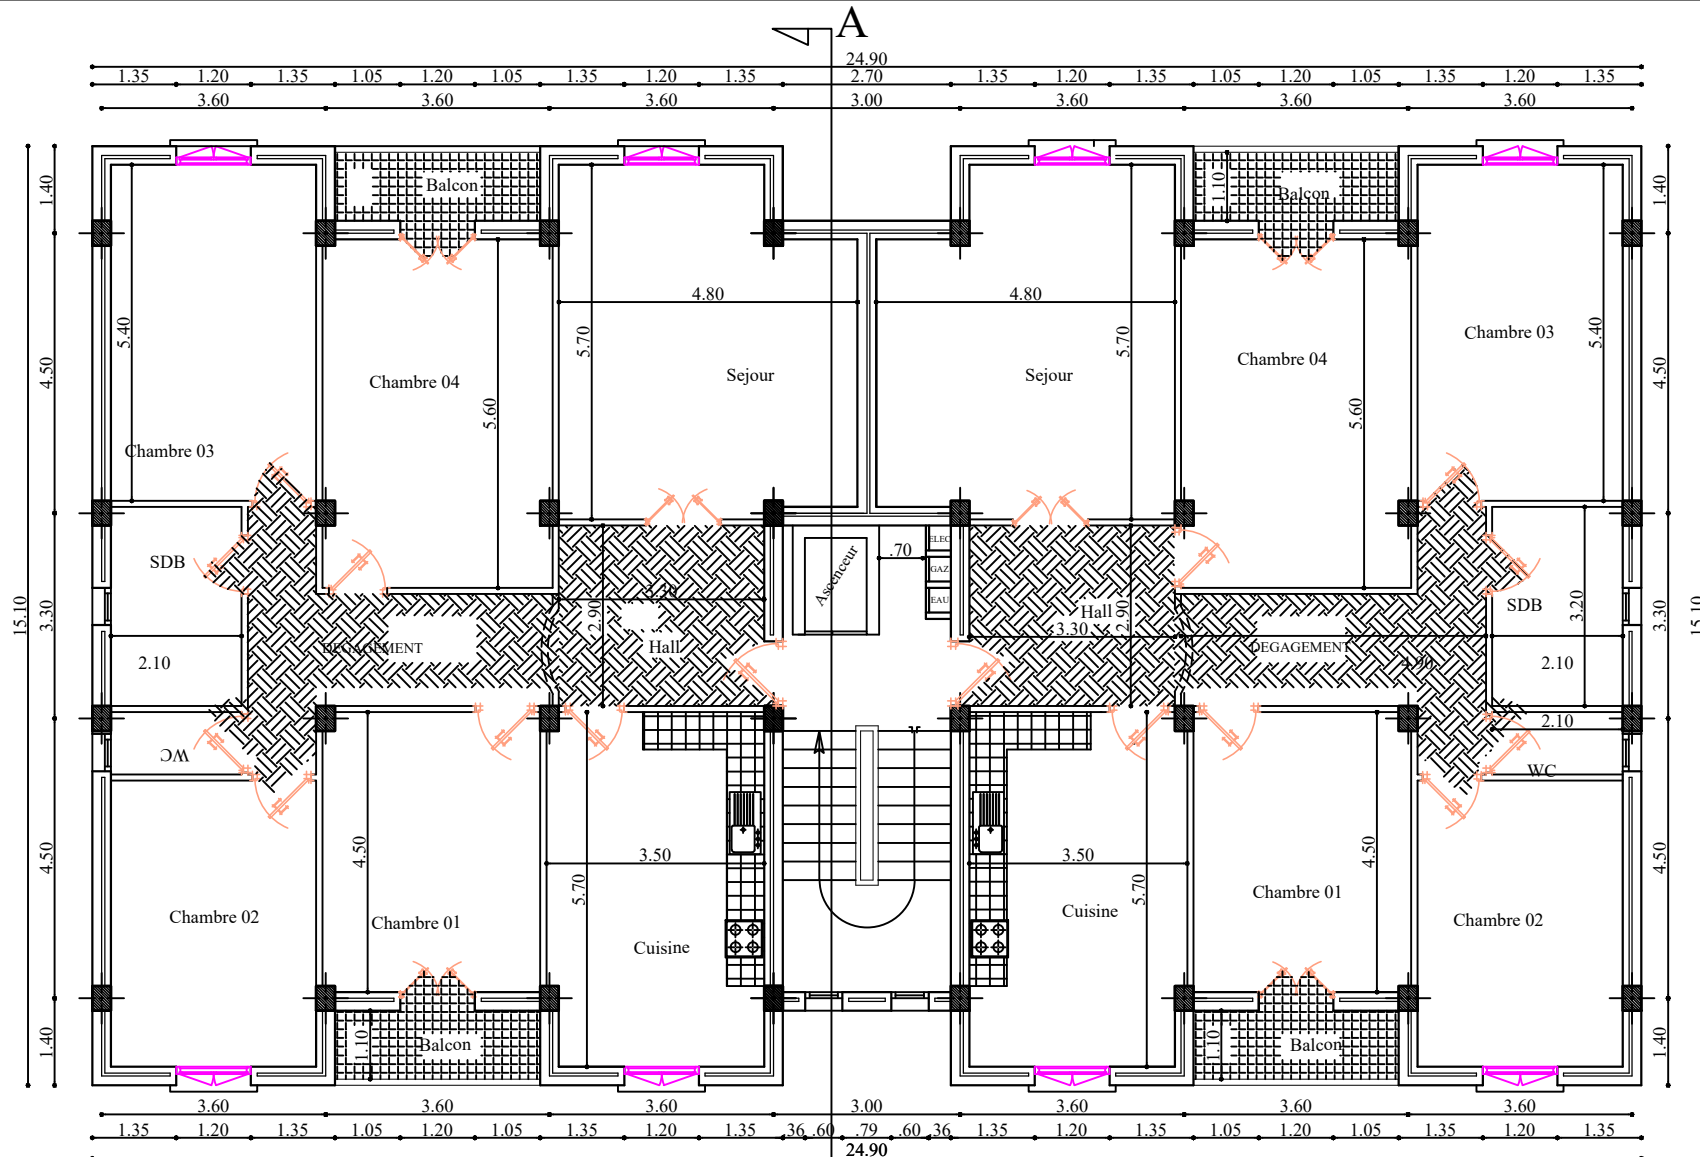 A
24.90
1.35 1.20 1.35 1.05 1.20 1.05 1.35 1.20 1.35 2.70 1.35 1.20 1.35 1.05 1.20 1.05 1.35 1.20 1.35
3.60 3.60 3.60 3.00 3.60 3.60 3.60
1.40 Balcon 1.10 Balcon 1.40
4.80 4.80
4.50 5.40 5.70 5.70 5.40 4.50
Chambre 04 Sejour Sejour Chambre 04 Chambre 03
5.60 5.60
Chambre 03
SDB Ascenceur .70 ELEC GAZ EAU
15.10 3.30 3.30 2.90 Hall 2.90 SDB 3.20 3.30 15.10
2.10 DEGAGEMENT Hall 3.30 DEGAGEMENT 4.90 2.10
2.10
WC WC
4.50 4.50 3.50 3.50 4.50 4.50
5.70 5.70
Chambre 02 Chambre 01 Cuisine Cuisine Chambre 01 Chambre 02
1.40 1.10 Balcon 1.10 Balcon 1.40
3.60 3.60 3.60 3.00 3.60 3.60 3.60
1.35 1.20 1.35 1.05 1.20 1.05 1.35 1.20 1.35 .36 .60 .79 .60 .36 1.35 1.20 1.35 1.05 1.20 1.05 1.35 1.20 1.35
24.90